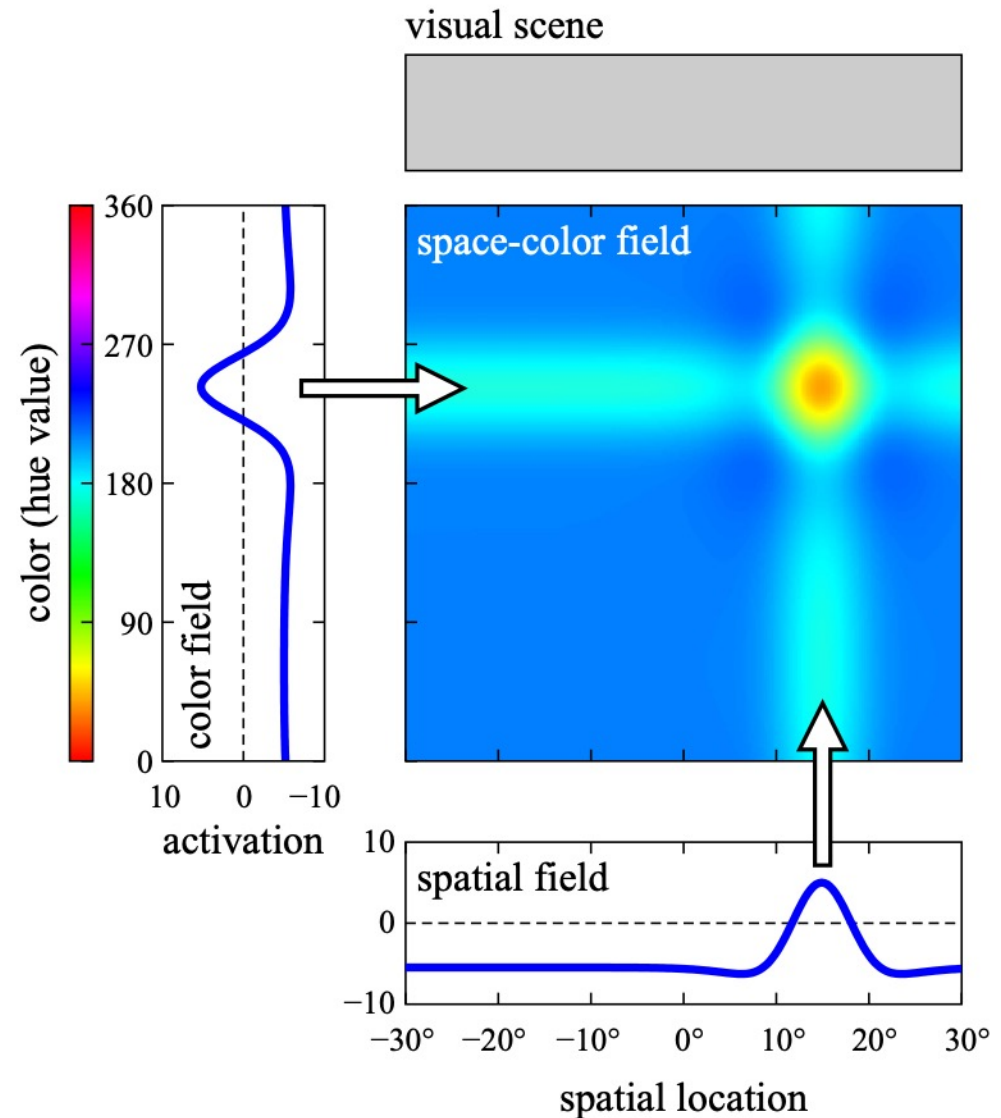 visual scene
space-color field
color (hue value)
360
270
180
90
0
color field
10 0 −10
activation
spatial field
10
0
−10
−30° −20° −10° 0° 10° 20° 30°
spatial location